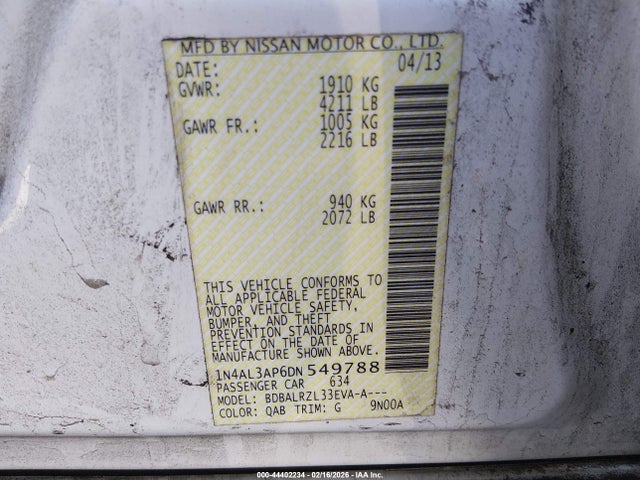 MFD BY NISSAN MOTOR CO., LTD.
DATE: 04/13
GVWR: 1910 KG
4211 LB
GAWR FR.: 1005 KG
2216 LB
GAWR RR.: 940 KG
2072 LB
THIS VEHICLE CONFORMS TO
ALL APPLICABLE FEDERAL
MOTOR VEHICLE SAFETY,
BUMPER, AND THEFT
PREVENTION STANDARDS IN
EFFECT ON THE DATE OF
MANUFACTURE SHOWN ABOVE.
1N4AL3AP6DN549788
PASSENGER CAR 634
MODEL: BDBALRZL33EVA-A---
COLOR: QAB TRIM: G 9N00A
000-44402234 - 02/16/2026 - IAA Inc.